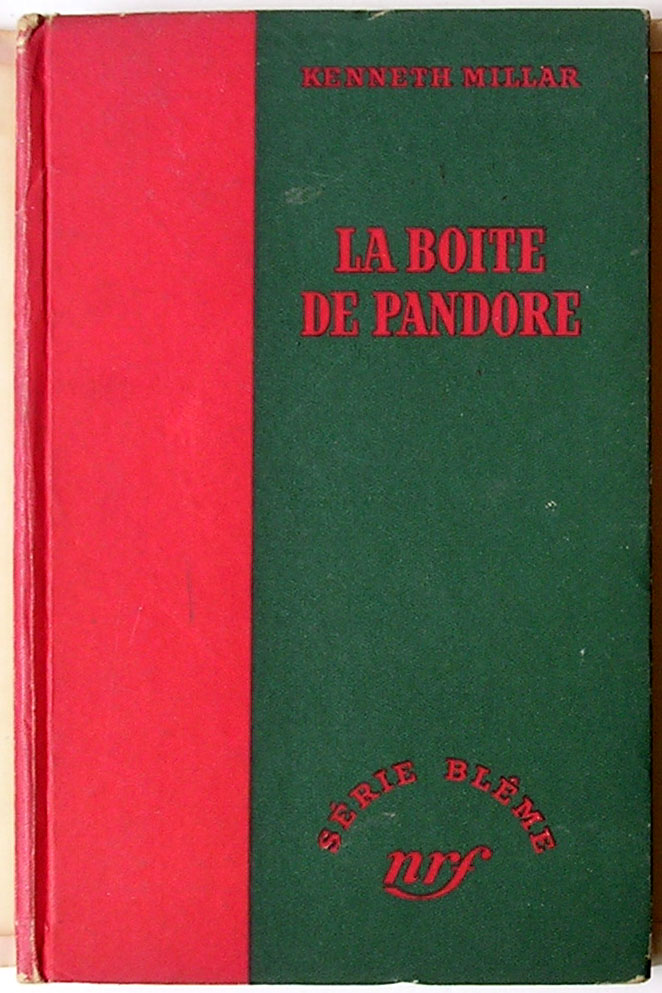 KENNETH MILLAR
LA BOITE
DE PANDORE
SÉRIE BLÊME
nrf